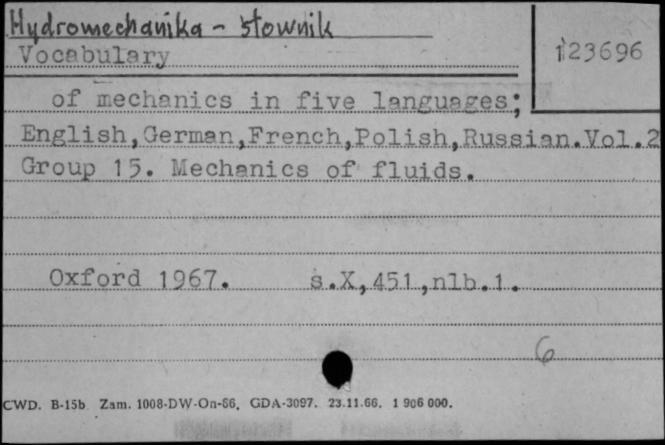 Hydromechanika - słownik
Vocabulary
123696
of mechanics in five languages;
English,German,French,Polish,Russian.Vol.2
Group 15. Mechanics of fluids.
Oxford 1967. s.X,451,nlb.1.
6
CWD. B-15b Zam. 1008-DW-On-66, GDA-3097. 23.11.66. 1 906 000.